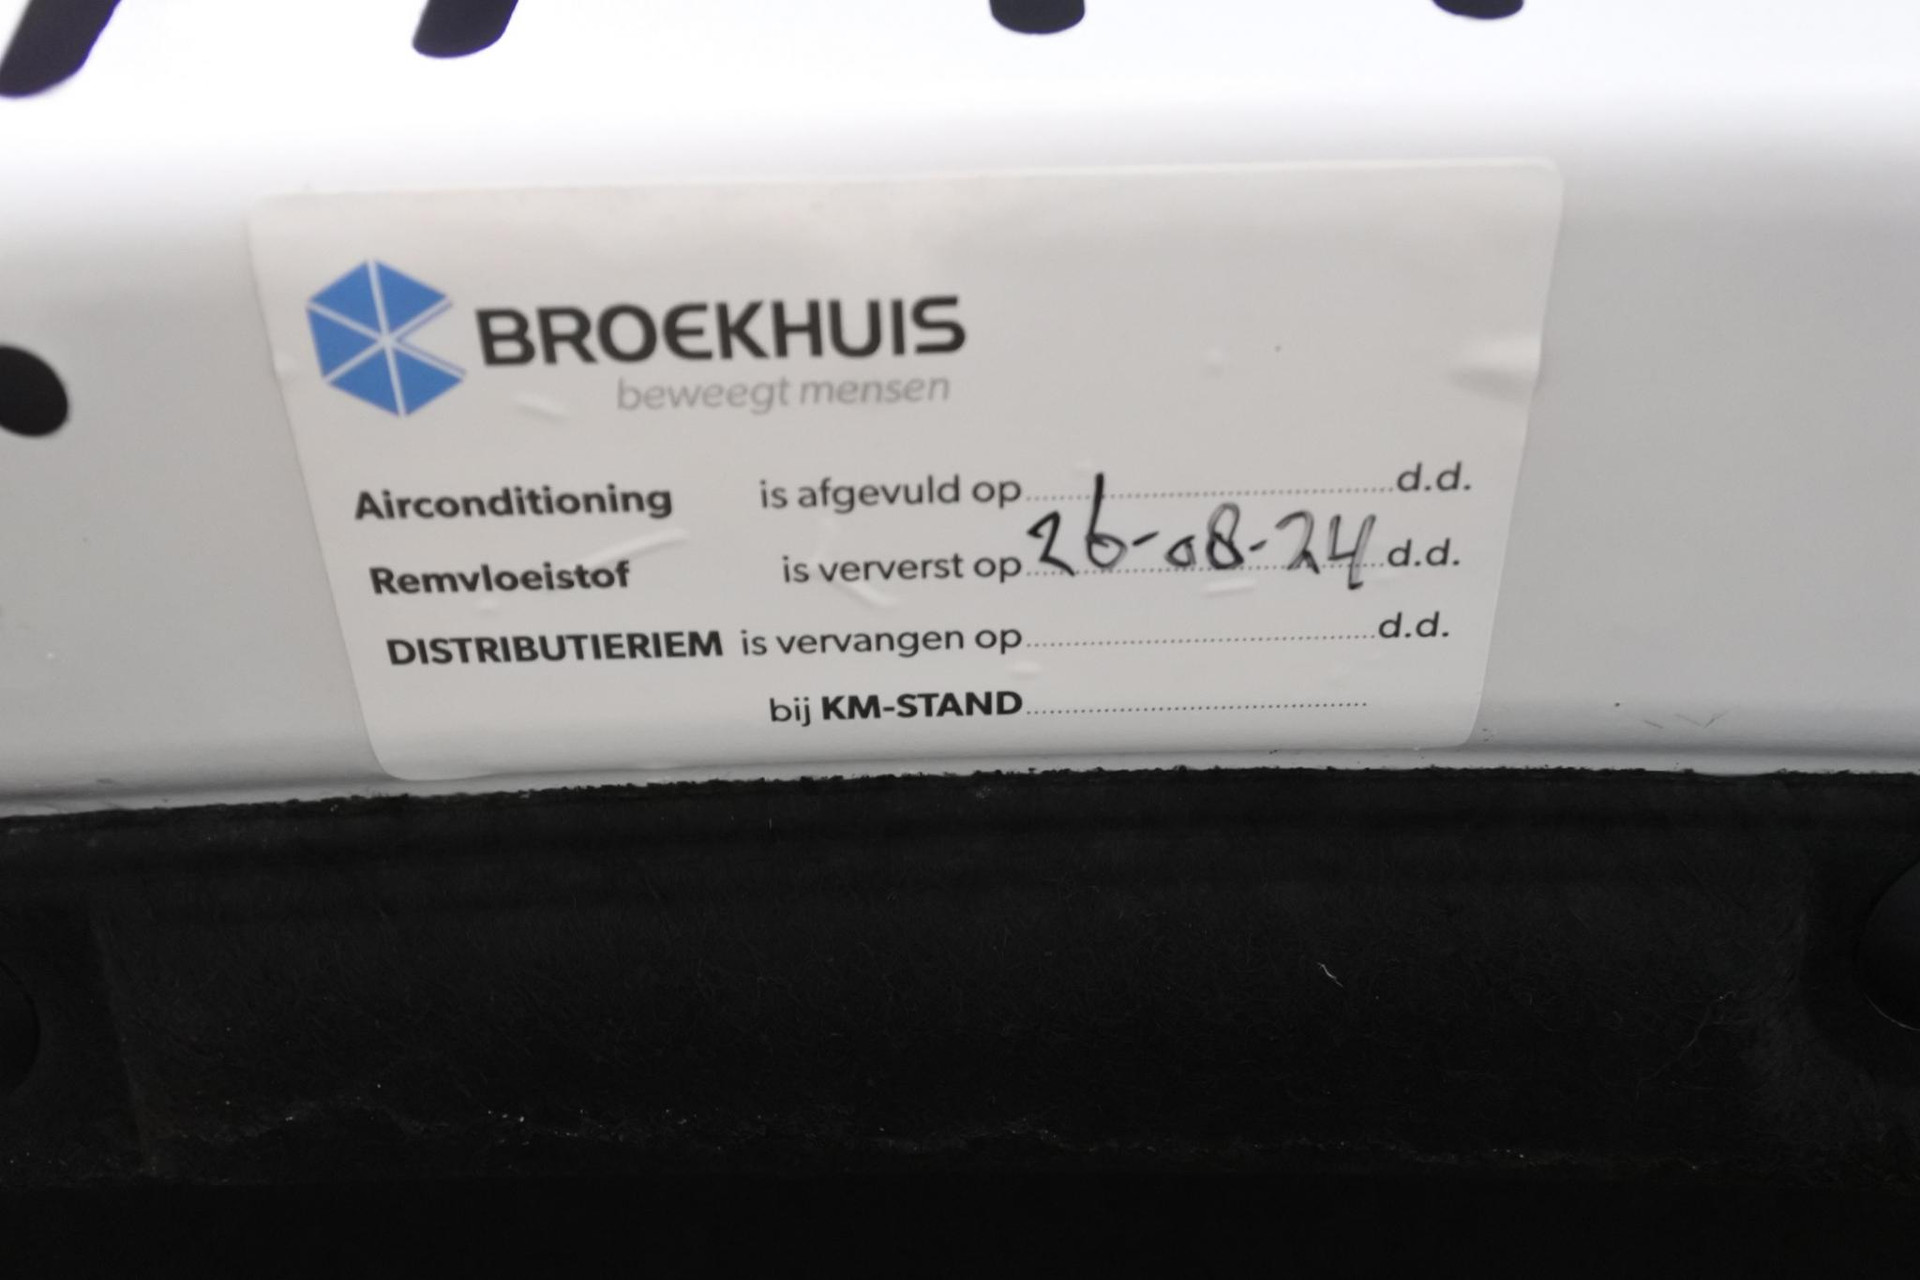 BROEKHUIS
beweegt mensen
Airconditioning is afgevuld op........................................d.d.
Remvloeistof is ververst op 26-08-24 d.d.
DISTRIBUTIERIEM is vervangen op........................................d.d.
bij KM-STAND........................................